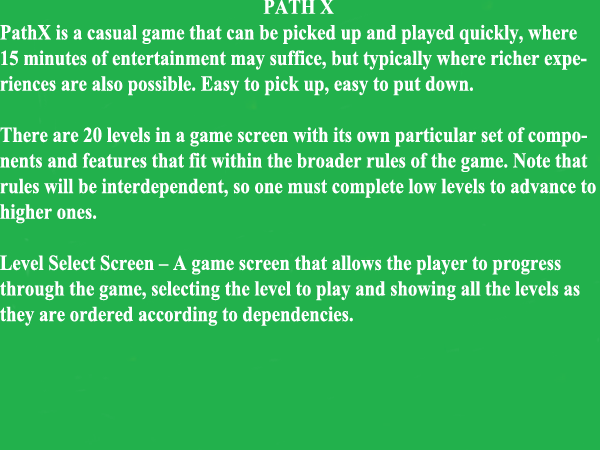 PATH X
PathX is a casual game that can be picked up and played quickly, where
15 minutes of entertainment may suffice, but typically where richer expe-
riences are also possible. Easy to pick up, easy to put down.
There are 20 levels in a game screen with its own particular set of compo-
nents and features that fit within the broader rules of the game. Note that
rules will be interdependent, so one must complete low levels to advance to
higher ones.
Level Select Screen – A game screen that allows the player to progress
through the game, selecting the level to play and showing all the levels as
they are ordered according to dependencies.